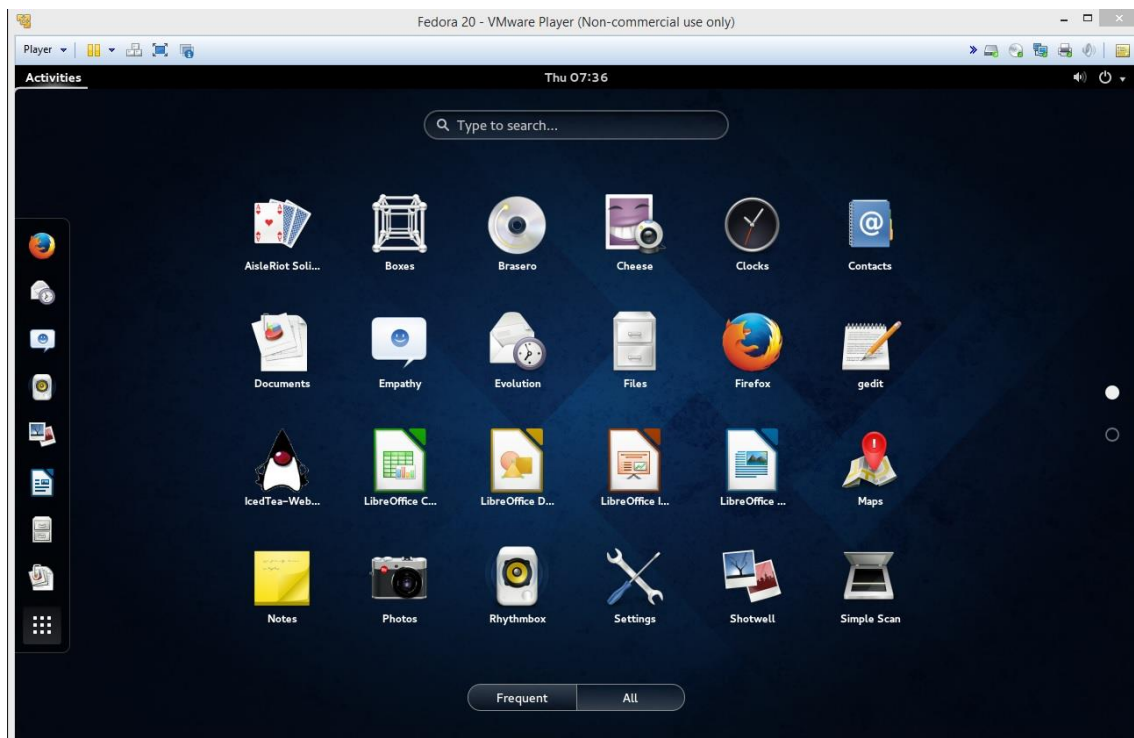 Fedora 20 - VMware Player (Non-commercial use only)
Player
Activities
Thu 07:36
Type to search...
AisleRiot Soli...
Boxes
Brasero
Cheese
Clocks
Contacts
Documents
Empathy
Evolution
Files
Firefox
gedit
IcedTea-Web...
LibreOffice C...
LibreOffice D...
LibreOffice I...
LibreOffice ...
Maps
Notes
Photos
Rhythmbox
Settings
Shotwell
Simple Scan
Frequent
All